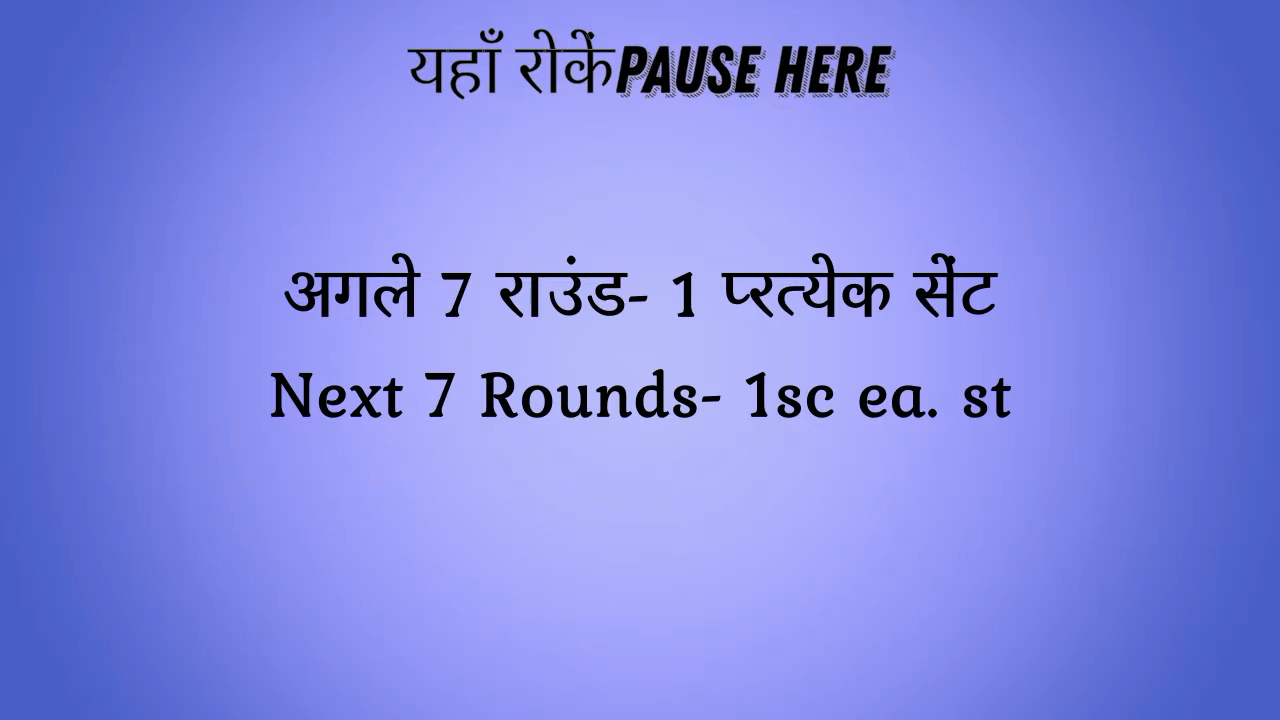 यहाँ रोकेंPAUSE HERE
अगले 7 राउंड- 1 प्रत्येक सेंट
Next 7 Rounds- 1sc ea. st